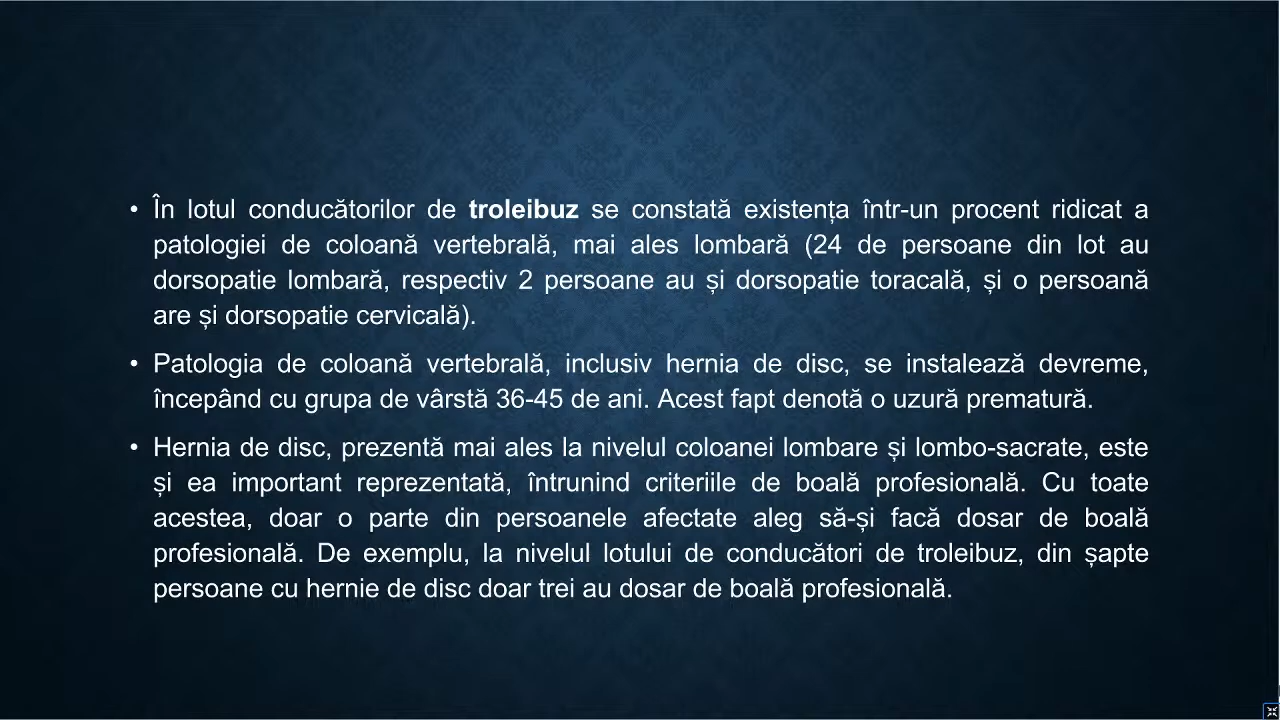 • În lotul conducătorilor de troleibuz se constată existența într-un procent ridicat a
patologiei de coloană vertebrală, mai ales lombară (24 de persoane din lot au
dorsopatie lombară, respectiv 2 persoane au și dorsopatie toracală, și o persoană
are și dorsopatie cervicală).
• Patologia de coloană vertebrală, inclusiv hernia de disc, se instalează devreme,
începând cu grupa de vârstă 36-45 de ani. Acest fapt denotă o uzură prematură.
• Hernia de disc, prezentă mai ales la nivelul coloanei lombare și lombo-sacrate, este
și ea important reprezentată, întrunind criteriile de boală profesională. Cu toate
acestea, doar o parte din persoanele afectate aleg să-și facă dosar de boală
profesională. De exemplu, la nivelul lotului de conducători de troleibuz, din șapte
persoane cu hernie de disc doar trei au dosar de boală profesională.